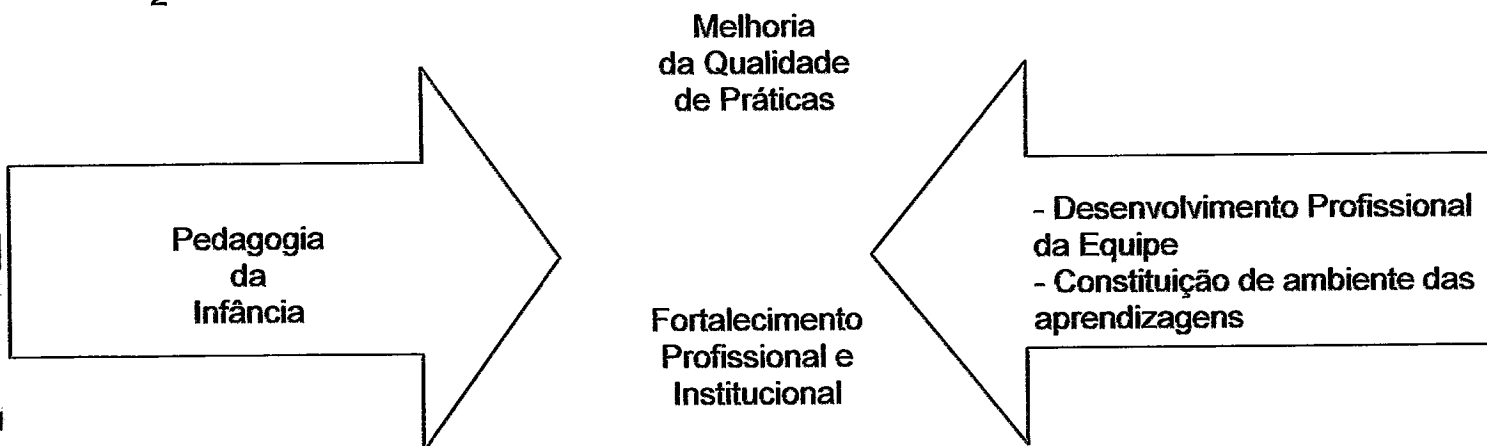 2
Melhoria
da Qualidade
de Práticas
Pedagogia
da
Infância
- Desenvolvimento Profissional
da Equipe
- Constituição de ambiente das
aprendizagens
Fortalecimento
Profissional e
Institucional